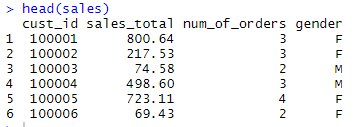 > head(sales)
cust_id sales_total num_of_orders gender
1 100001 800.64 3 F
2 100002 217.53 3 F
3 100003 74.58 2 M
4 100004 498.60 3 M
5 100005 723.11 4 F
6 100006 69.43 2 F